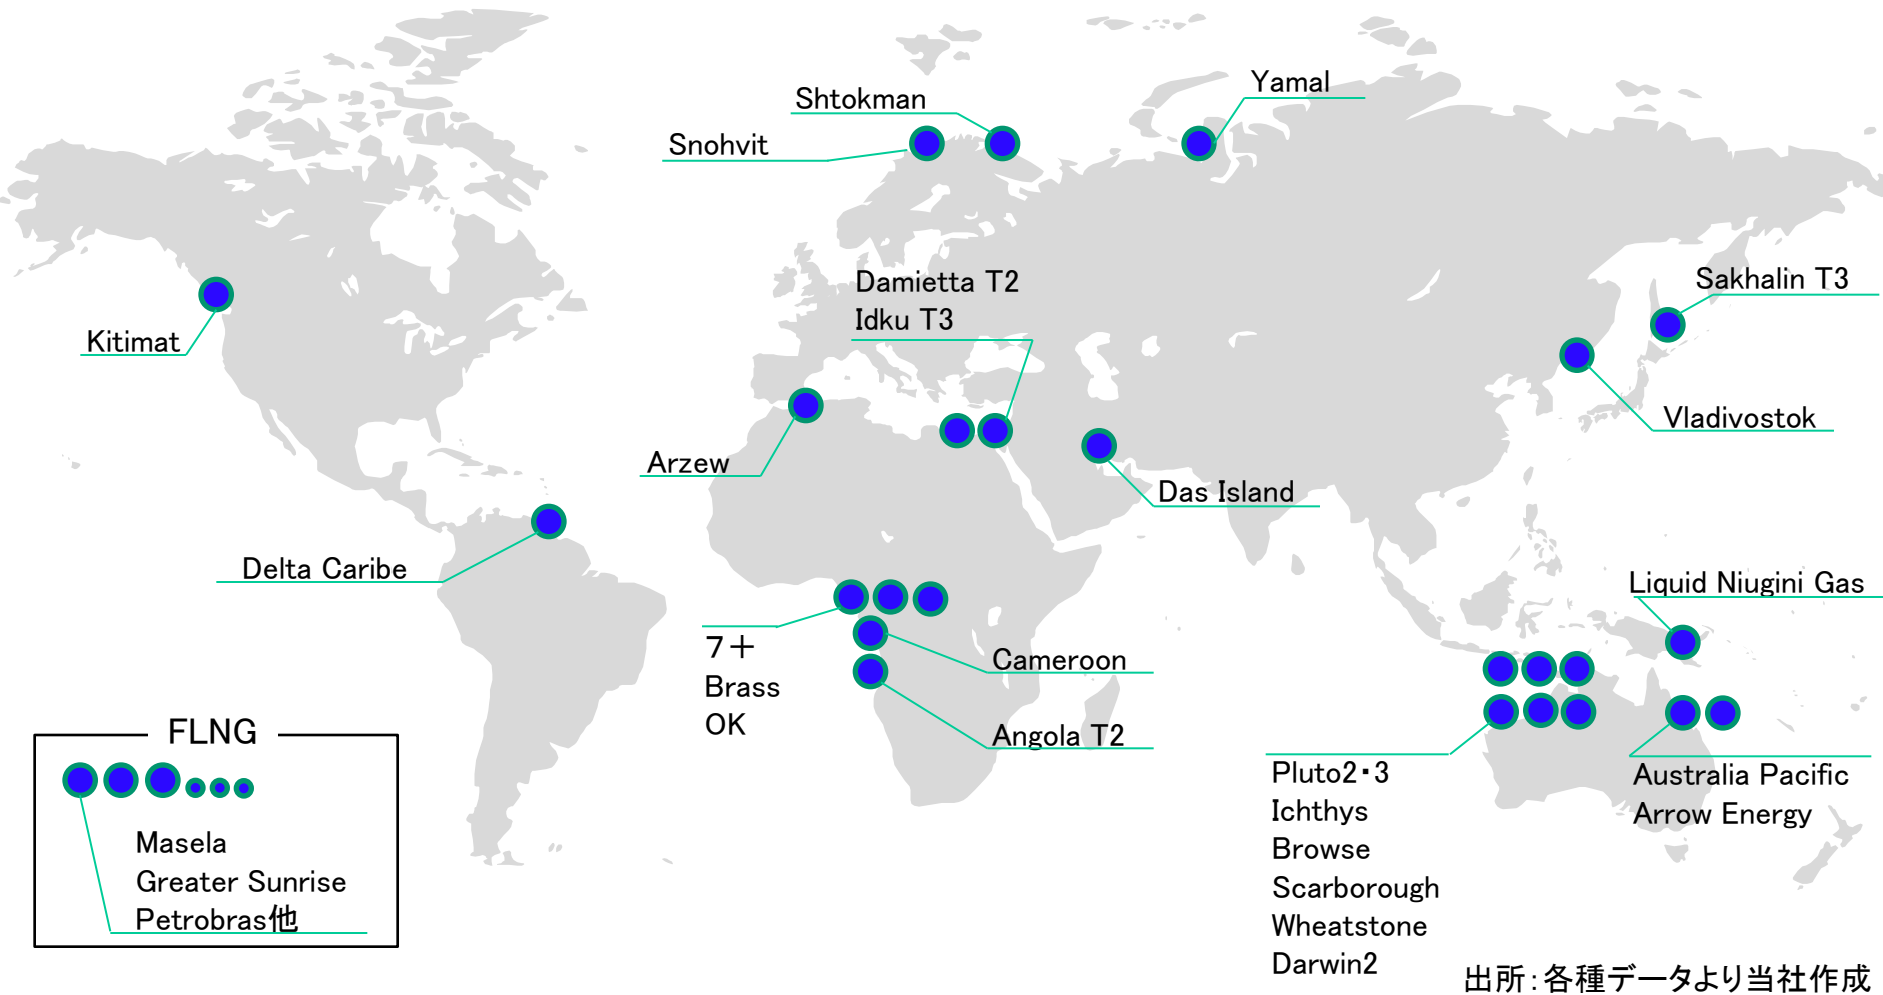 Yamal
Shtokman
Snohvit
Damietta T2
Idku T3
Sakhalin T3
Kitimat
Vladivostok
Arzew
Das Island
Delta Caribe
Liquid Niugini Gas
7+
Brass
OK
Cameroon
Angola T2
FLNG
Masela
Greater Sunrise
Petrobras他
Pluto2・3
Ichthys
Browse
Scarborough
Wheatstone
Darwin2
Australia Pacific
Arrow Energy
出所:各種データより当社作成